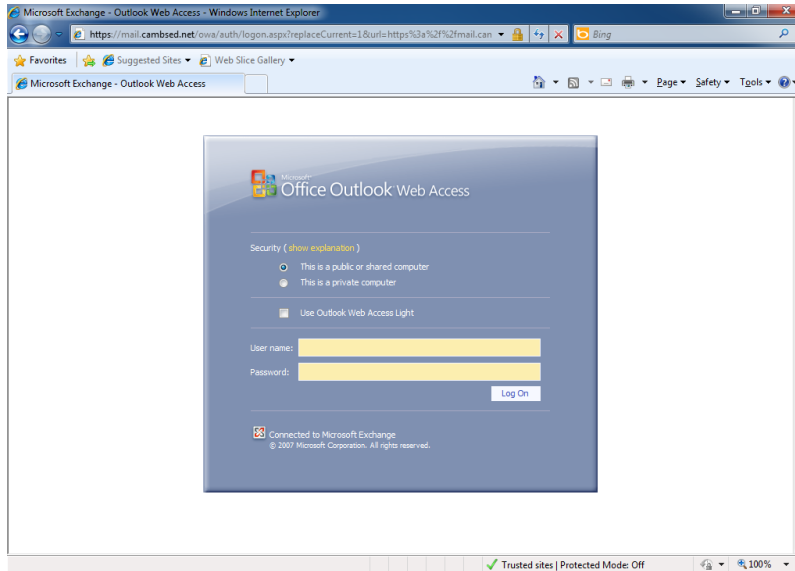 Microsoft Exchange - Outlook Web Access - Windows Internet Explorer
https://mail.cambsed.net/owa/auth/logon.aspx?replaceCurrent=1&url=https%3a%2f%2fmail.can
Bing
Favorites Suggested Sites Web Slice Gallery
Microsoft Exchange - Outlook Web Access Page Safety Tools
Microsoft
Office Outlook Web Access
Security ( show explanation )
This is a public or shared computer
This is a private computer
Use Outlook Web Access Light
User name:
Password:
Log On
Connected to Microsoft Exchange
© 2007 Microsoft Corporation. All rights reserved.
Trusted sites | Protected Mode: Off 100%